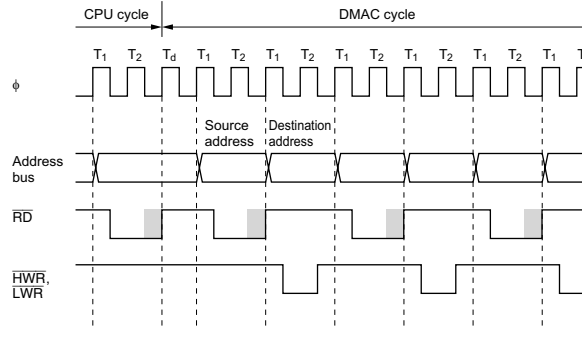 CPU cycle DMAC cycle
T1 T2 Td T1 T2 T1 T2 T1 T2 T1 T2 T1 T2 T1 T
ϕ
Source address
Destination address
Address bus
RD
HWR,
LWR